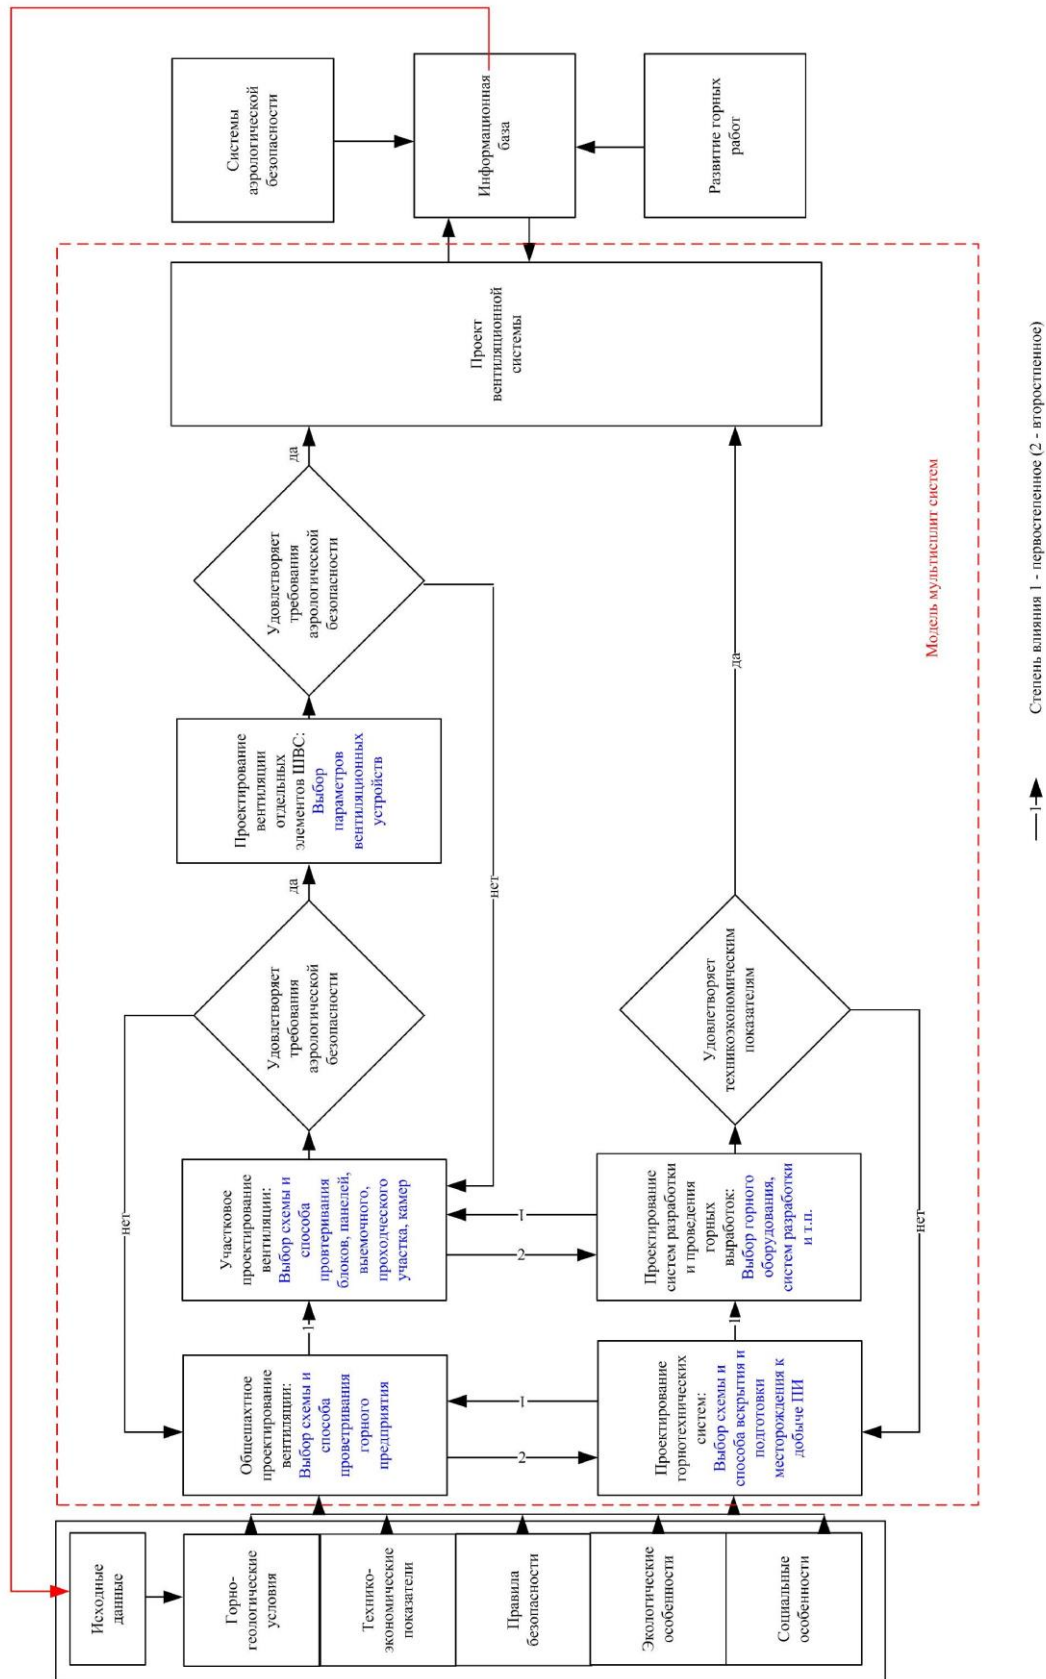 Исходные
данные
Горно-
геологические
условия
Технико-
экономические
показатели
Правила
безопасности
Экологические
особенности
Социальные
особенности
Общешахтное
проектирование
вентиляции:
Выбор схемы и
способа
проветривания
горного
предприятия
Проектирование
горнотехнических
систем:
Выбор схемы и
способа вскрытия и
подготовки
месторождения к
добыче ПИ
2
1
1
1
Участковое
проектирование
вентиляции:
Выбор схемы и
способа
провтеривания
блоков, панелей,
выемочного,
проходческого
участка, камер
Проектирование
систем разработки
и проведения
горных
выработок:
Выбор горного
оборудования,
систем разработки
и т.п.
2
1
нет
нет
Удовлетворяет
требования
аэрологической
безопасности
Удовлетворяет
техникоэкономическим
показателям
да
нет
Проектирование
вентиляции
отдельных
элементов ШВС:
Выбор
параметров
вентиляционных
устройств
Удовлетворяет
требования
аэрологической
безопасности
да
да
Проект
вентиляционной
системы
Модель мультисплит систем
Системы
аэрологической
безопасности
Информационная
база
Развитие горных
работ
1
Степень влияния 1 - первостепенное (2 - второстпенное)